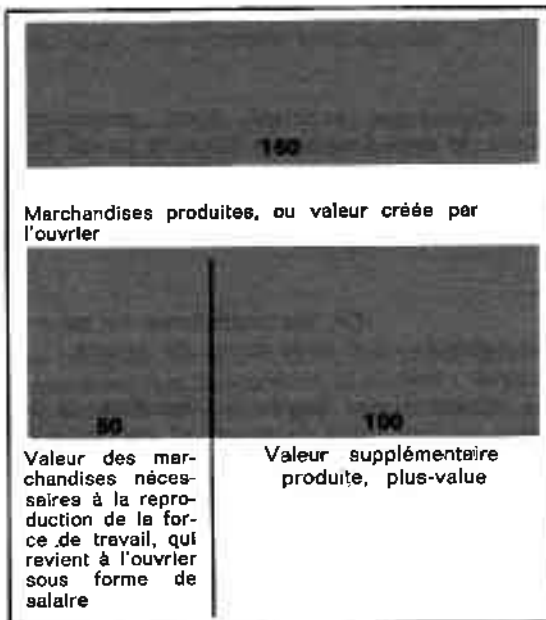 150
Marchandises produites, ou valeur créée par
l'ouvrier
50
100
Valeur des mar-
chandises néces-
saires à la repro-
duction de la for-
ce de travail, qui
revient à l'ouvrier
sous forme de
salaire
Valeur supplémentaire
produite, plus-value